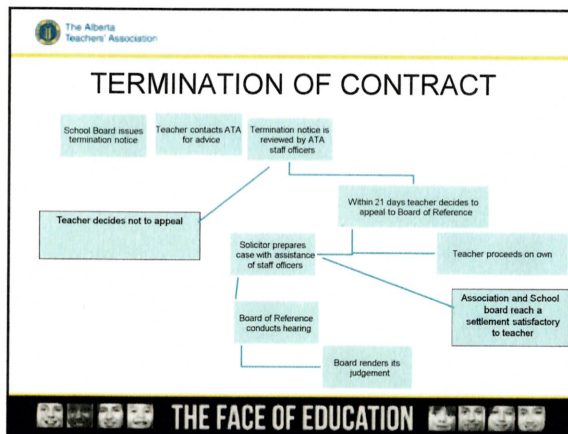 The Alberta
Teachers' Association
TERMINATION OF CONTRACT
School Board issues
termination notice
Teacher contacts ATA
for advice
Termination notice is
reviewed by ATA
staff officers
Within 21 days teacher decides to
appeal to Board of Reference
Teacher decides not to appeal
Solicitor prepares
case with assistance
of staff officers
Teacher proceeds on own
Association and School
board reach a
settlement satisfactory
to teacher
Board of Reference
conducts hearing
Board renders its
judgement
THE FACE OF EDUCATION